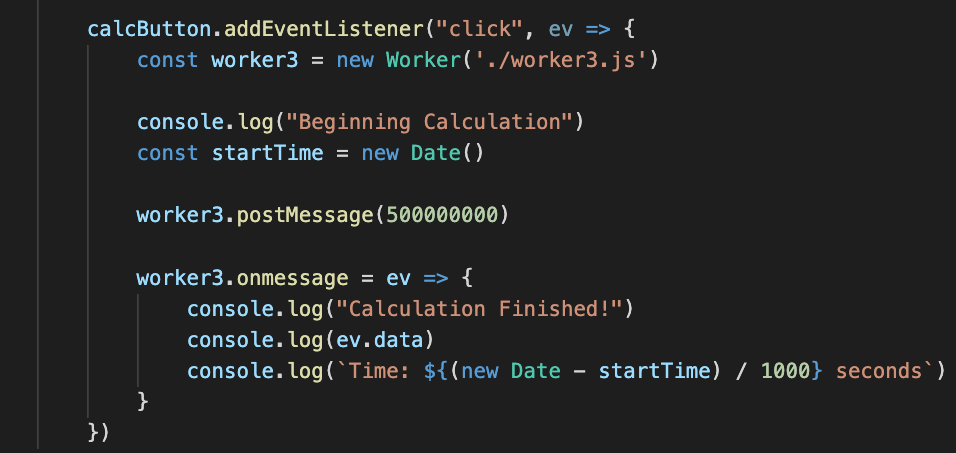 calcButton.addEventListener("click", ev => {
    const worker3 = new Worker('./worker3.js')

    console.log("Beginning Calculation")
    const startTime = new Date()

    worker3.postMessage(500000000)

    worker3.onmessage = ev => {
        console.log("Calculation Finished!")
        console.log(ev.data)
        console.log(`Time: ${(new Date - startTime) / 1000} seconds`)
    }
})